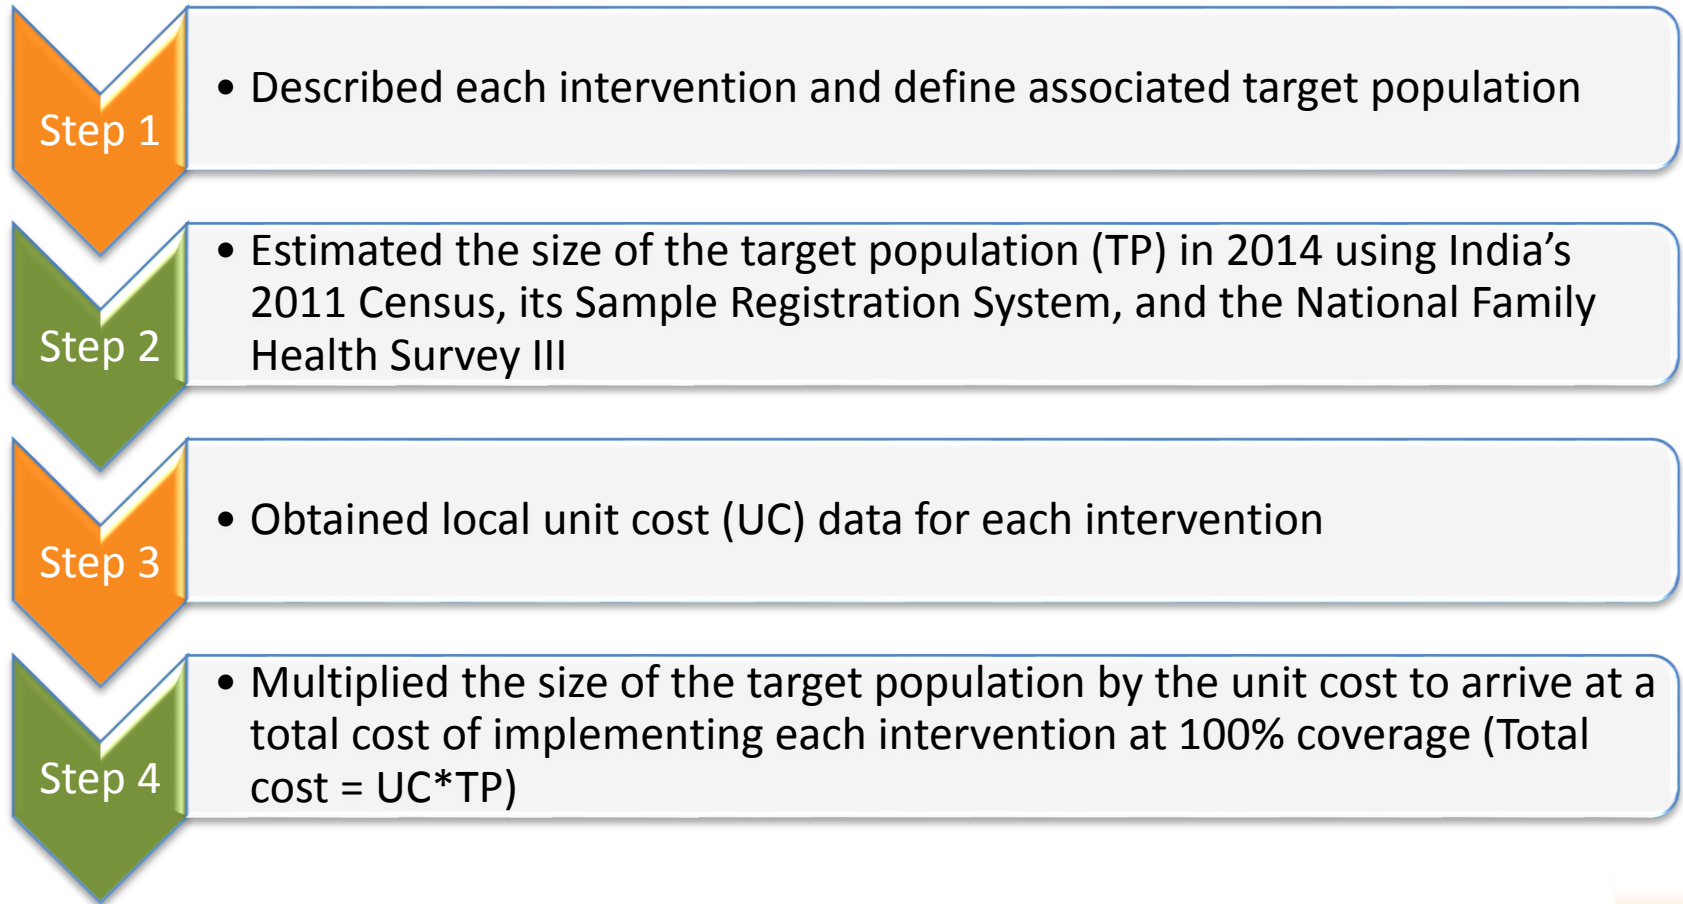 Step 1
• Described each intervention and define associated target population
Step 2
• Estimated the size of the target population (TP) in 2014 using India’s
2011 Census, its Sample Registration System, and the National Family
Health Survey III
Step 3
• Obtained local unit cost (UC) data for each intervention
Step 4
• Multiplied the size of the target population by the unit cost to arrive at a
total cost of implementing each intervention at 100% coverage (Total
cost = UC*TP)